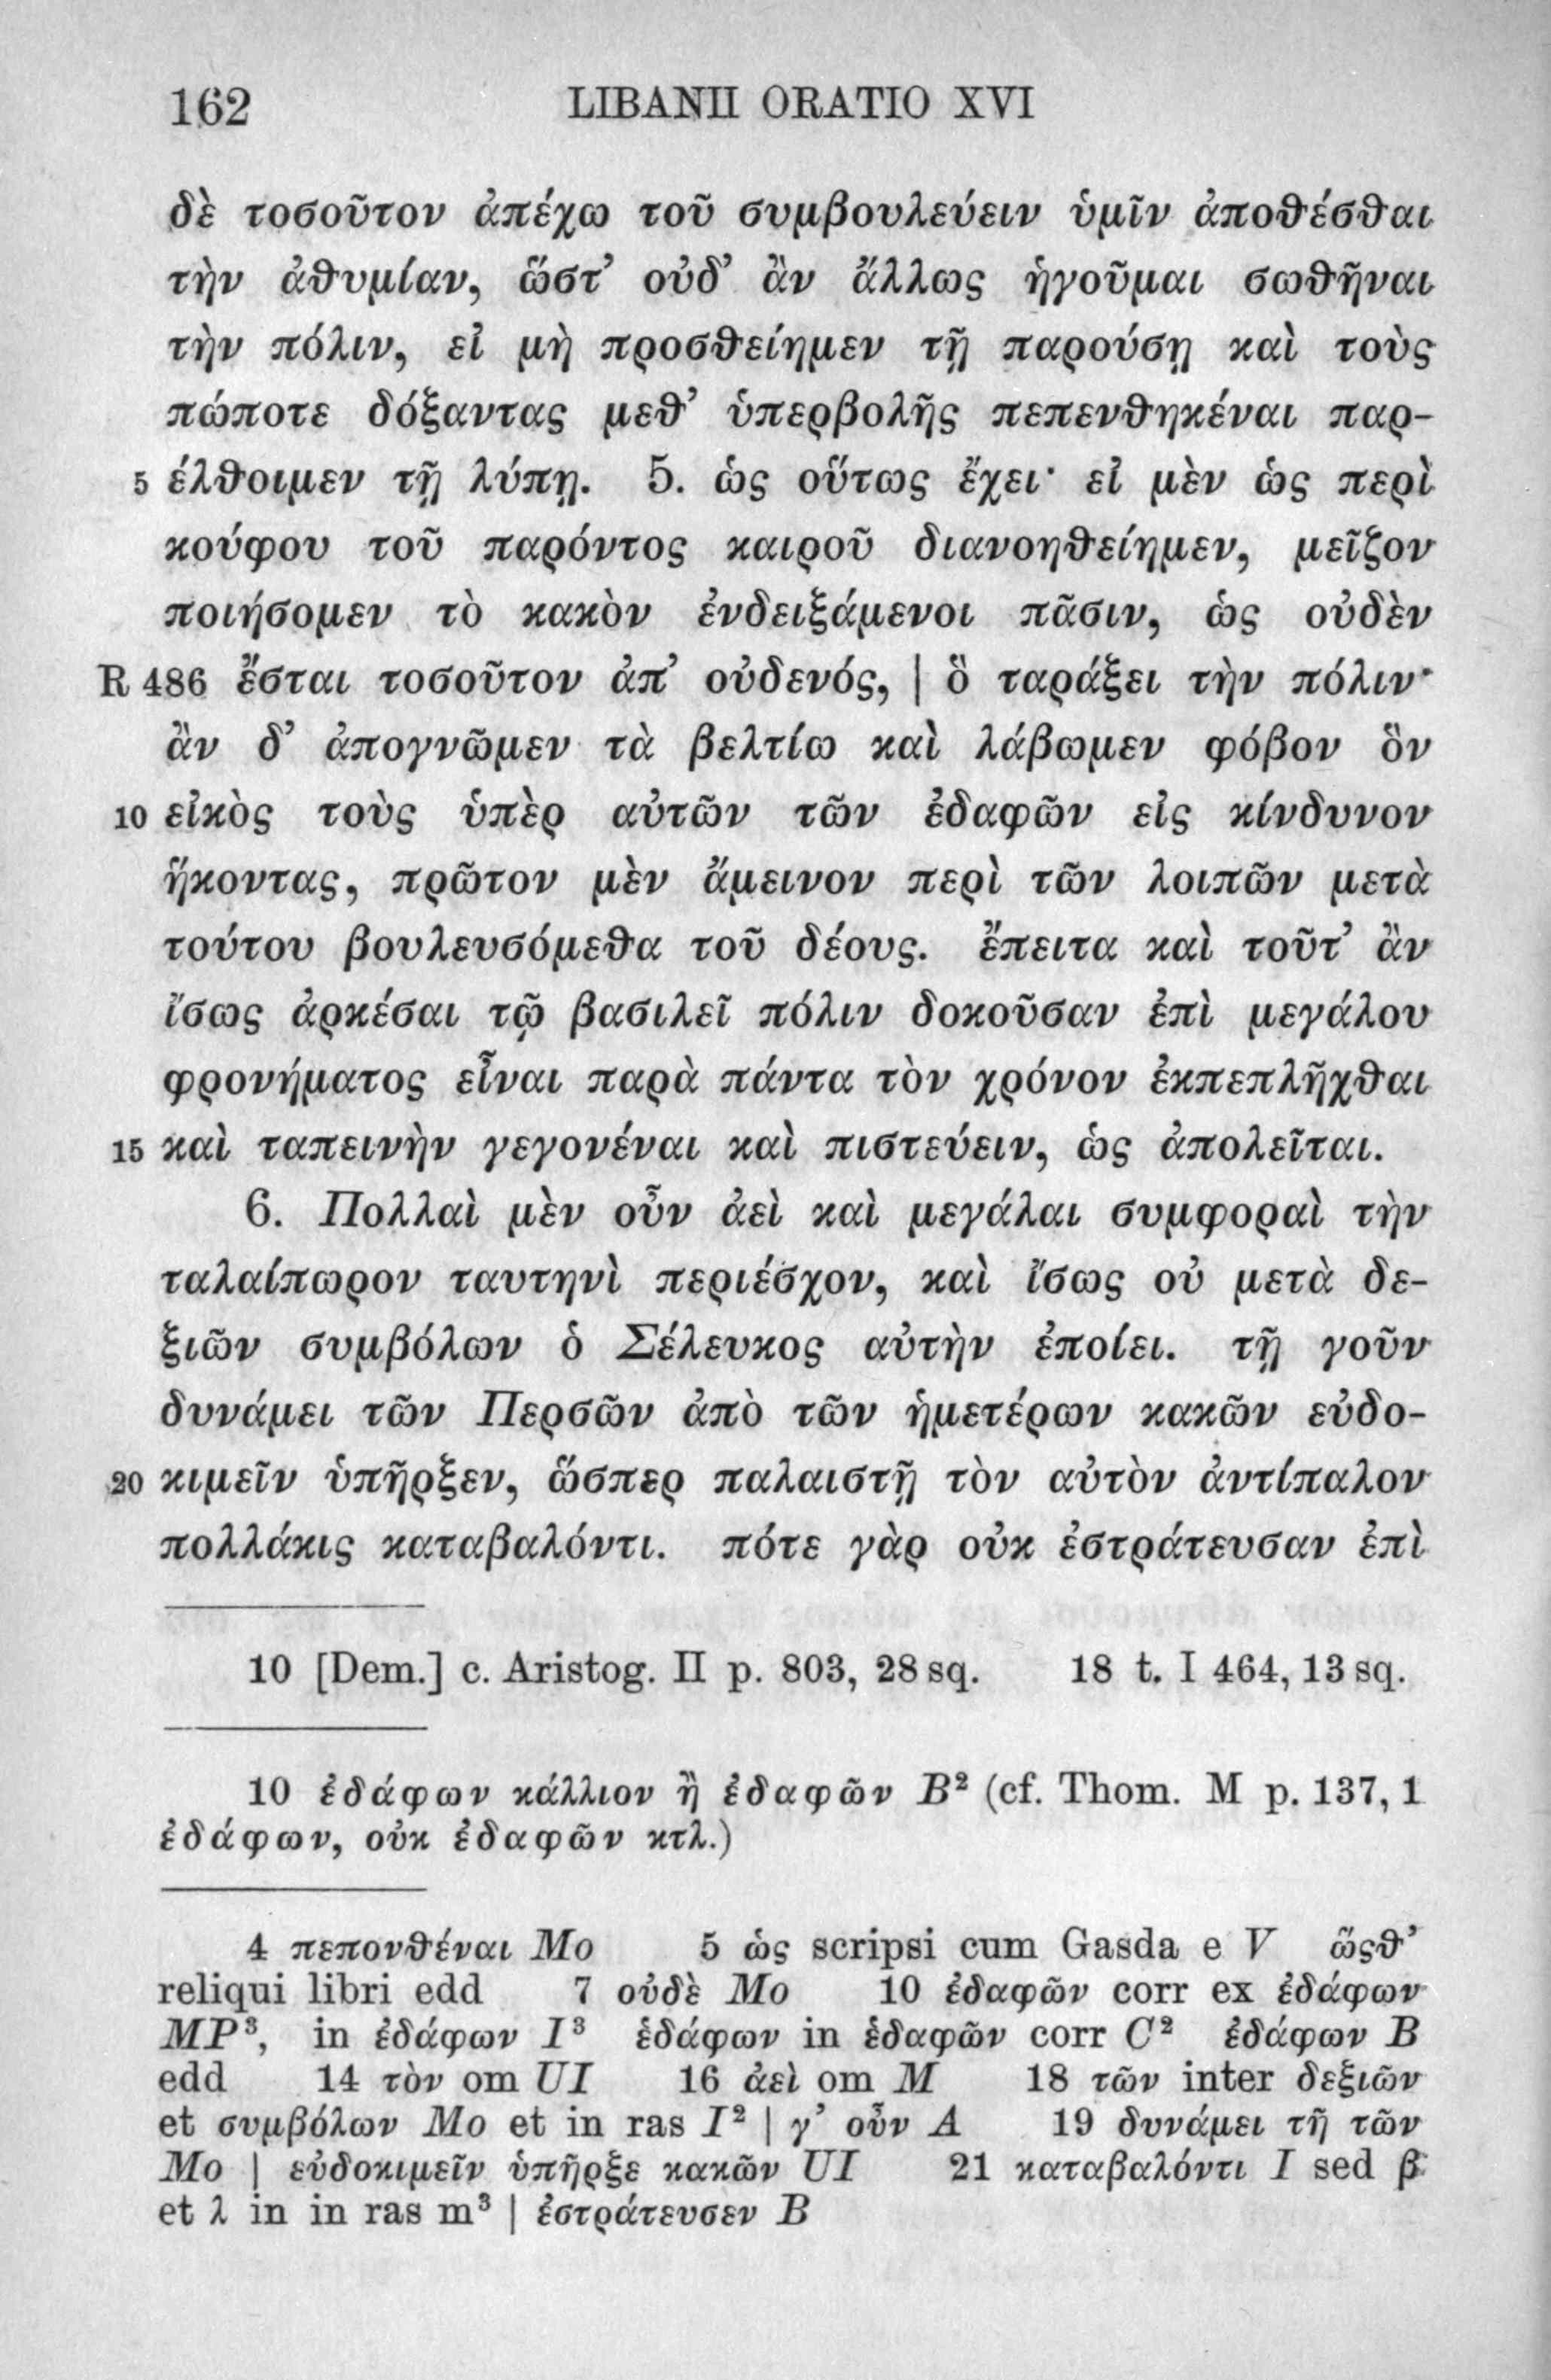 162 LIBANII ORATIO XVI
δὲ τοσοῦτον ἀπέχω τοῦ συμβουλεύειν ὑμῖν ἀποθέσθαι
τὴν ἀθυμίαν, ὥστ’ οὐδ’ ἂν ἄλλως ἡγοῦμαι σωθῆναι
τὴν πόλιν, εἰ μὴ προσθείημεν τῇ παρούσῃ καὶ τοὺς
πώποτε δόξαντας μεθ’ ὑπερβολῆς πεπενθηκέναι παρ-
5 έλθοιμεν τῇ λύπῃ. 5. ὡς οὕτως ἔχει· εἰ μὲν ὡς περὶ
κούφου τοῦ παρόντος καιροῦ διανοηθείημεν, μεῖζον
ποιήσομεν τὸ κακὸν ἐνδειξάμενοι πᾶσιν, ὡς οὐδὲν
R 486 ἔσται τοσοῦτον ἀπ’ οὐδενός, | ὃ ταράξει τὴν πόλιν·
ἂν δ’ ἀπογνῶμεν τὰ βελτίω καὶ λάβωμεν φόβον ὃν
10 εἰκὸς τοὺς ὑπὲρ αὐτῶν τῶν ἐδαφῶν εἰς κίνδυνον
ἥκοντας, πρῶτον μὲν ἄμεινον περὶ τῶν λοιπῶν μετὰ
τούτου βουλευσόμεθα τοῦ δέους. ἔπειτα καὶ τοῦτ’ ἂν
ἴσως ἀρκέσαι τῷ βασιλεῖ πόλιν δοκοῦσαν ἐπὶ μεγάλου
φρονήματος εἶναι παρὰ πάντα τὸν χρόνον ἐκπεπλῆχθαι
15 καὶ ταπεινὴν γεγονέναι καὶ πιστεύειν, ὡς ἀπολεῖται.
6. Πολλαὶ μὲν οὖν ἀεὶ καὶ μεγάλαι συμφοραὶ τὴν
ταλαίπωρον ταυτηνὶ περιέσχον, καὶ ἴσως οὐ μετὰ δε-
ξιῶν συμβόλων ὁ Σέλευκος αὐτὴν ἐποίει. τῇ γοῦν
δυνάμει τῶν Περσῶν ἀπὸ τῶν ἡμετέρων κακῶν εὐδο-
20 κιμεῖν ὑπῆρξεν, ὥσπερ παλαιστῇ τὸν αὐτὸν ἀντίπαλον
πολλάκις καταβαλόντι. πότε γὰρ οὐκ ἐστράτευσαν ἐπὶ
10 [Dem.] c. Aristog. II p. 803, 28 sq. 18 t. I 464, 13 sq.
10 ἐδάφων κάλλιον ἢ ἐδαφῶν B² (cf. Thom. M p. 137, 1
ἐδάφων, οὐκ ἐδαφῶν κτλ.)
4 πεπονθέναι Mo 5 ὡς scripsi cum Gasda e V ὥςθ’
reliqui libri edd 7 οὐδὲ Mo 10 ἐδαφῶν corr ex ἐδάφων
MP³, in ἐδάφων I³ ἑδάφων in ἑδαφῶν corr C² ἐδάφων B
edd 14 τὸν om UI 16 ἀεὶ om M 18 τῶν inter δεξιῶν
et συμβόλων Mo et in ras I² | γ’ οὖν A 19 δυνάμει τῇ τῶν
Mo | εὐδοκιμεῖν ὑπῆρξε κακῶν UI 21 καταβαλόντι I sed β
et λ in in ras m³ | ἐστράτευσεν B